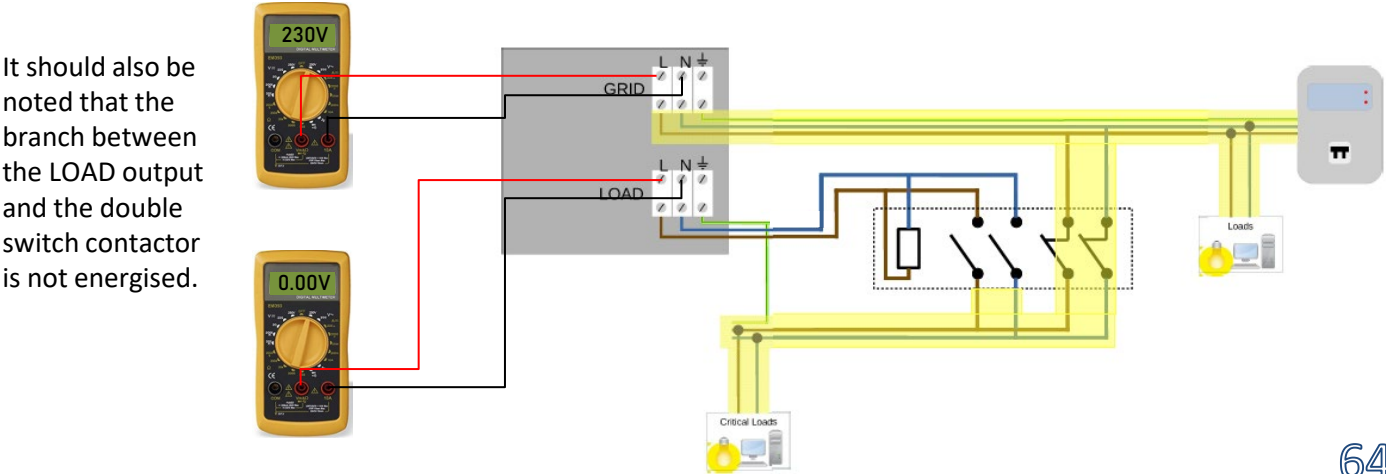 It should also be
noted that the
branch between
the LOAD output
and the double
switch contactor
is not energised.
230V
L N
GRID
L N
LOAD
0.00V
Loads
Critical Loads
64